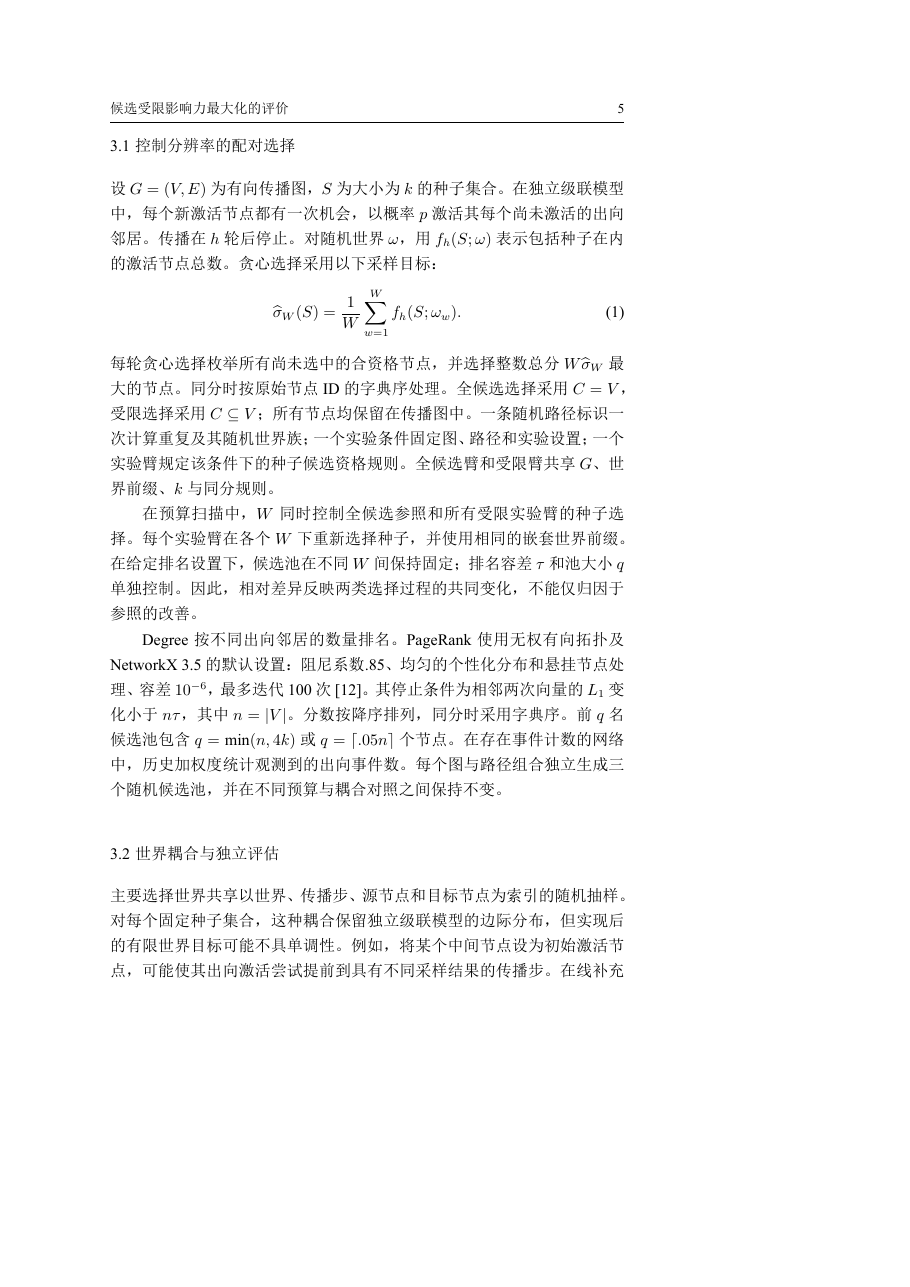 候选受限影响力最大化的评价 5
3.1 控制分辨率的配对选择
设 G = (V, E) 为有向传播图，S 为大小为 k 的种子集合。在独立级联模型
中，每个新激活节点都有一次机会，以概率 p 激活其每个尚未激活的出向
邻居。传播在 h 轮后停止。对随机世界 ω，用 f_h(S; ω) 表示包括种子在内
的激活节点总数。贪心选择采用以下采样目标：
σ̂_W(S) = 1/W ∑_{w=1}^{W} f_h(S; ω_w). (1)
每轮贪心选择枚举所有尚未选中的合资格节点，并选择整数总分 Wσ̂_W 最
大的节点。同分时按原始节点 ID 的字典序处理。全候选选择采用 C = V，
受限选择采用 C ⊆ V；所有节点均保留在传播图中。一条随机路径标识一
次计算重复及其随机世界族；一个实验条件固定图、路径和实验设置；一个
实验臂规定该条件下的种子候选资格规则。全候选臂和受限臂共享 G、世
界前缀、k 与同分规则。
在预算扫描中，W 同时控制全候选参照和所有受限实验臂的种子选
择。每个实验臂在各个 W 下重新选择种子，并使用相同的嵌套世界前缀。
在给定排名设置下，候选池在不同 W 间保持固定；排名容差 τ 和池大小 q
单独控制。因此，相对差异反映两类选择过程的共同变化，不能仅归因于
参照的改善。
Degree 按不同出向邻居的数量排名。PageRank 使用无权有向拓扑及
NetworkX 3.5 的默认设置：阻尼系数.85、均匀的个性化分布和悬挂节点处
理、容差 10⁻⁶，最多迭代 100 次 [12]。其停止条件为相邻两次向量的 L₁ 变
化小于 nτ，其中 n = |V|。分数按降序排列，同分时采用字典序。前 q 名
候选池包含 q = min(n, 4k) 或 q = ⌈.05n⌉ 个节点。在存在事件计数的网络
中，历史加权度统计观测到的出向事件数。每个图与路径组合独立生成三
个随机候选池，并在不同预算与耦合对照之间保持不变。
3.2 世界耦合与独立评估
主要选择世界共享以世界、传播步、源节点和目标节点为索引的随机抽样。
对每个固定种子集合，这种耦合保留独立级联模型的边际分布，但实现后
的有限世界目标可能不具单调性。例如，将某个中间节点设为初始激活节
点，可能使其出向激活尝试提前到具有不同采样结果的传播步。在线补充